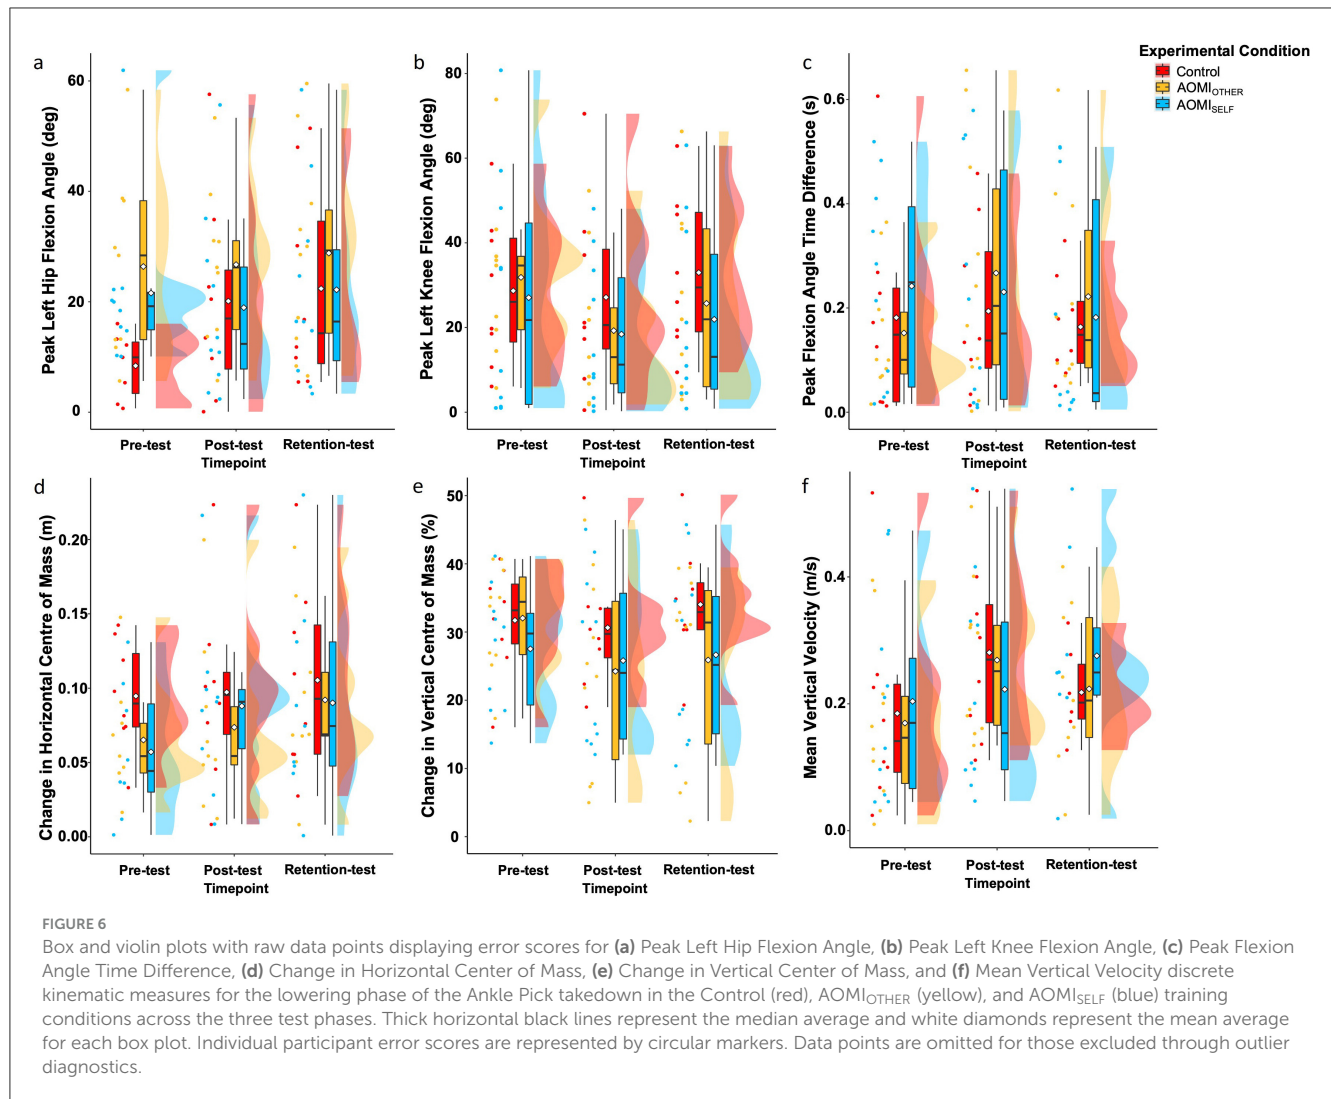 Experimental Condition
Control
AOMIOTHER
AOMISELF
a
Peak Left Hip Flexion Angle (deg)
60
40
20
0
Pre-test
Post-test
Retention-test
Timepoint
b
Peak Left Knee Flexion Angle (deg)
80
60
40
20
0
Pre-test
Post-test
Retention-test
Timepoint
c
Peak Flexion Angle Time Difference (s)
0.6
0.4
0.2
0.0
Pre-test
Post-test
Retention-test
Timepoint
d
Change in Horizontal Centre of Mass (m)
0.20
0.15
0.10
0.05
0.00
Pre-test
Post-test
Retention-test
Timepoint
e
Change in Vertical Centre of Mass (%)
50
40
30
20
10
0
Pre-test
Post-test
Retention-test
Timepoint
f
Mean Vertical Velocity (m/s)
0.4
0.2
0.0
Pre-test
Post-test
Retention-test
Timepoint
FIGURE 6
Box and violin plots with raw data points displaying error scores for (a) Peak Left Hip Flexion Angle, (b) Peak Left Knee Flexion Angle, (c) Peak Flexion
Angle Time Difference, (d) Change in Horizontal Center of Mass, (e) Change in Vertical Center of Mass, and (f) Mean Vertical Velocity discrete
kinematic measures for the lowering phase of the Ankle Pick takedown in the Control (red), AOMIOTHER (yellow), and AOMISELF (blue) training
conditions across the three test phases. Thick horizontal black lines represent the median average and white diamonds represent the mean average
for each box plot. Individual participant error scores are represented by circular markers. Data points are omitted for those excluded through outlier
diagnostics.